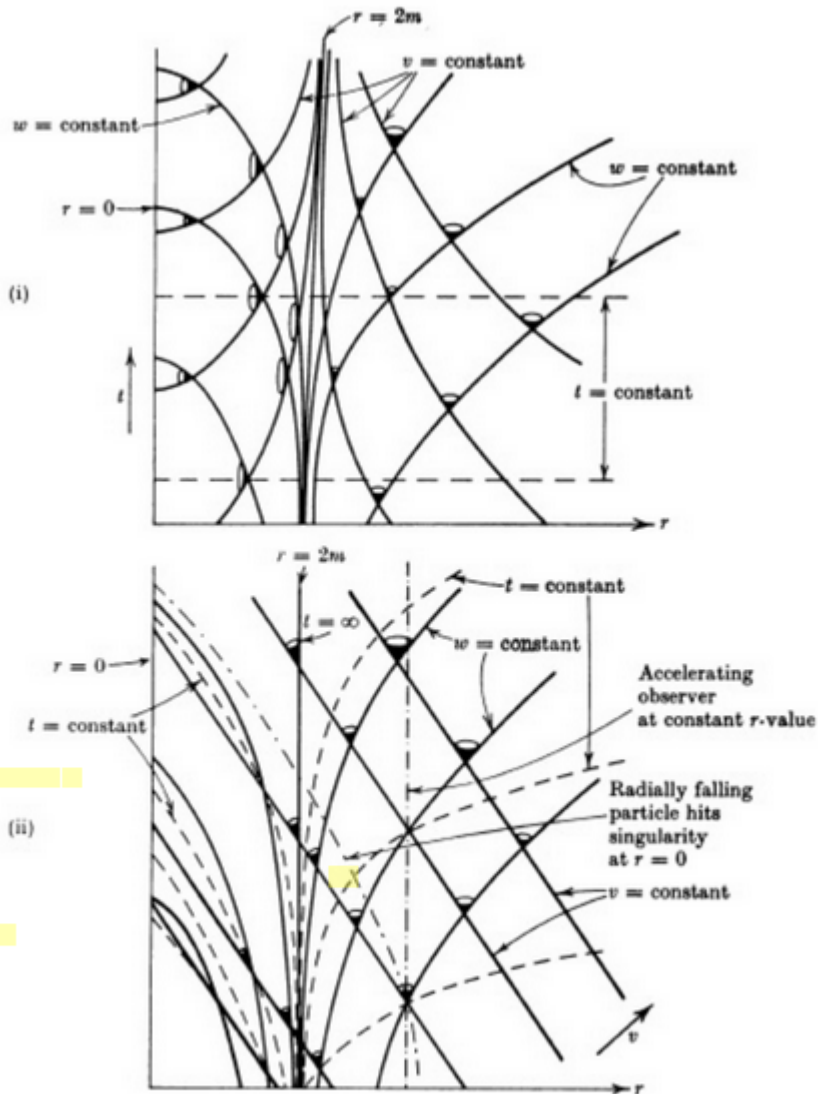 r = 2m
v = constant
w = constant
w = constant
r = 0
(i)
t
t = constant
r
r = 2m
t = constant
t = ∞
w = constant
r = 0
Accelerating
observer
at constant r-value
t = constant
Radially falling
particle hits
singularity
at r = 0
(ii)
v = constant
v
r